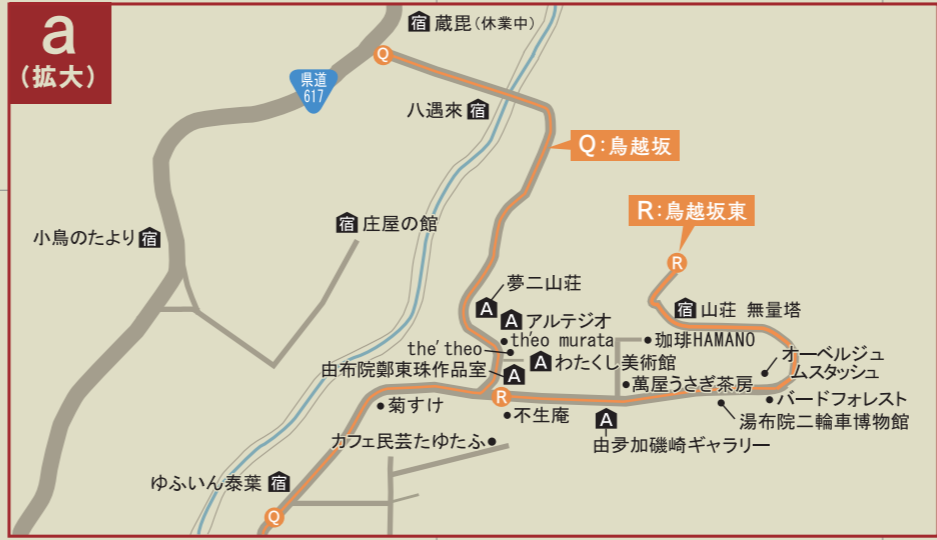 a
(拡大)
宿 蔵毘(休業中)
Q
R
県道
617
八遇來 宿
Q:鳥越坂
R:鳥越坂東
宿 庄屋の館
小鳥のたより 宿
R
夢二山荘
A
宿 山荘 無量塔
A アルテジオ
théo murata
珈琲HAMANO
the' theo
A わたくし美術館
オーベルジュ
ムスタッシュ
由布院鄭東珠作品室 A
萬屋うさぎ茶房
R
菊すけ
不生庵
バードフォレスト
湯布院二輪車博物館
A
由夛加磯崎ギャラリー
カフェ民芸たゆたふ
ゆふいん泰葉 宿
Q